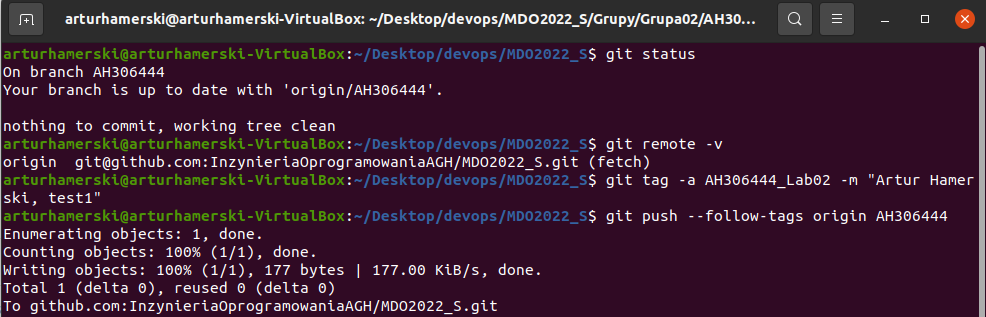 arturhamerski@arturhamerski-VirtualBox: ~/Desktop/devops/MDO2022_S/Grupy/Grupa02/AH30...
arturhamerski@arturhamerski-VirtualBox:~/Desktop/devops/MDO2022_S$ git status
On branch AH306444
Your branch is up to date with 'origin/AH306444'.
nothing to commit, working tree clean
arturhamerski@arturhamerski-VirtualBox:~/Desktop/devops/MDO2022_S$ git remote -v
origin  git@github.com:InzynieriaOprogramowaniaAGH/MDO2022_S.git (fetch)
arturhamerski@arturhamerski-VirtualBox:~/Desktop/devops/MDO2022_S$ git tag -a AH306444_Lab02 -m "Artur Hamer
ski, test1"
arturhamerski@arturhamerski-VirtualBox:~/Desktop/devops/MDO2022_S$ git push --follow-tags origin AH306444
Enumerating objects: 1, done.
Counting objects: 100% (1/1), done.
Writing objects: 100% (1/1), 177 bytes | 177.00 KiB/s, done.
Total 1 (delta 0), reused 0 (delta 0)
To github.com:InzynieriaOprogramowaniaAGH/MDO2022_S.git